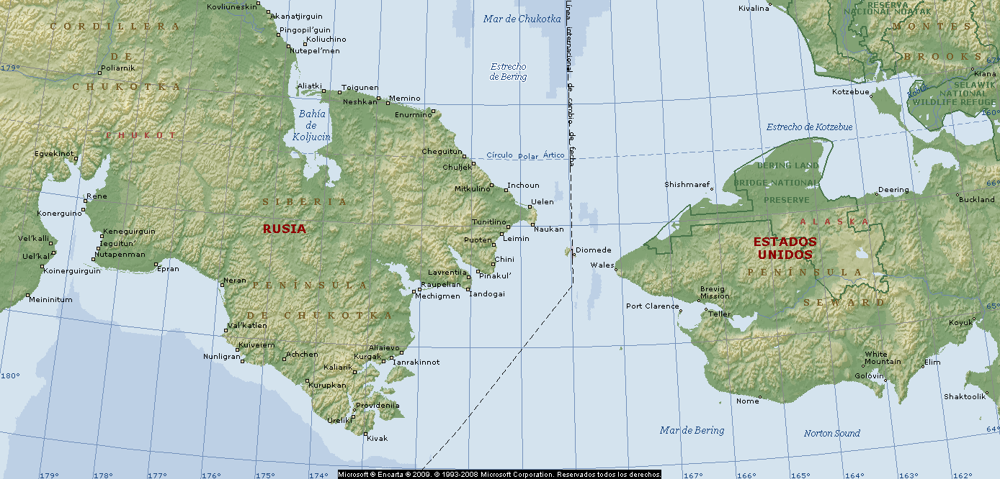 Kovliuneskin
Akanatjirguin
Pingopil'guin
Koliuchino
Nutepel'men
CORDILLERA
DE
CHUKOTKA
179°
Poliarnik
CHUKOT
Aliatki
Toigunen
Neshkan
Memino
Enurmino
Bahía
de
Koljucin
Mar de Chukotka
Estrecho
de Bering
Línea internacional de cambio de fecha
Kivalina
RESERVA
NACIONAL NOATAK
MONTES
BROOKS
67°
Kiana
Kobuk
SELAWIK
NATIONAL
WILDLIFE REFUGE
160°
Kotzebue
Estrecho de Kotzebue
Egvekinot
Cheguitun
Chuljek
Círculo Polar Ártico
Mitkulino
Inchoun
Uelen
BERING LAND
BRIDGE NATIONAL
PRESERVE
Shishmaref
Deering
66°
Buckland
Rene
Konerguino
SIBERIA
RUSIA
Keneguirguin
Ieguitun'
Nutapenman
Vel'kalli
Uel'kal
Koinerguirguin
Epran
Meininitum
Tunitlino
Naukan
Leimin
Puoten
Chini
Lavrentiia
Pinakul'
Diomede
Wales
ALASKA
ESTADOS
UNIDOS
PENÍNSULA
SEWARD
Neran
PENÍNSULA
DE CHUKOTKA
Raupelian
Mechigmen
Iandogai
Brevig
Mission
Port Clarence
Teller
65°
Koyuk
Val'katlen
Kuiveiem
Nunligran
Achchen
Aliaievo
Kurgak
Ianrakinnot
Kaliarik
Kurupkan
White
Mountain
Golovin
Elim
180°
Nome
Shaktoolik
Provideniia
Ureliki
Kivak
Mar de Bering
Norton Sound
64°
179°
178°
177°
176°
175°
174°
Microsoft ® Encarta ® 2009. © 1993-2008 Microsoft Corporation. Reservados todos los derechos.
167°
166°
165°
164°
163°
162°